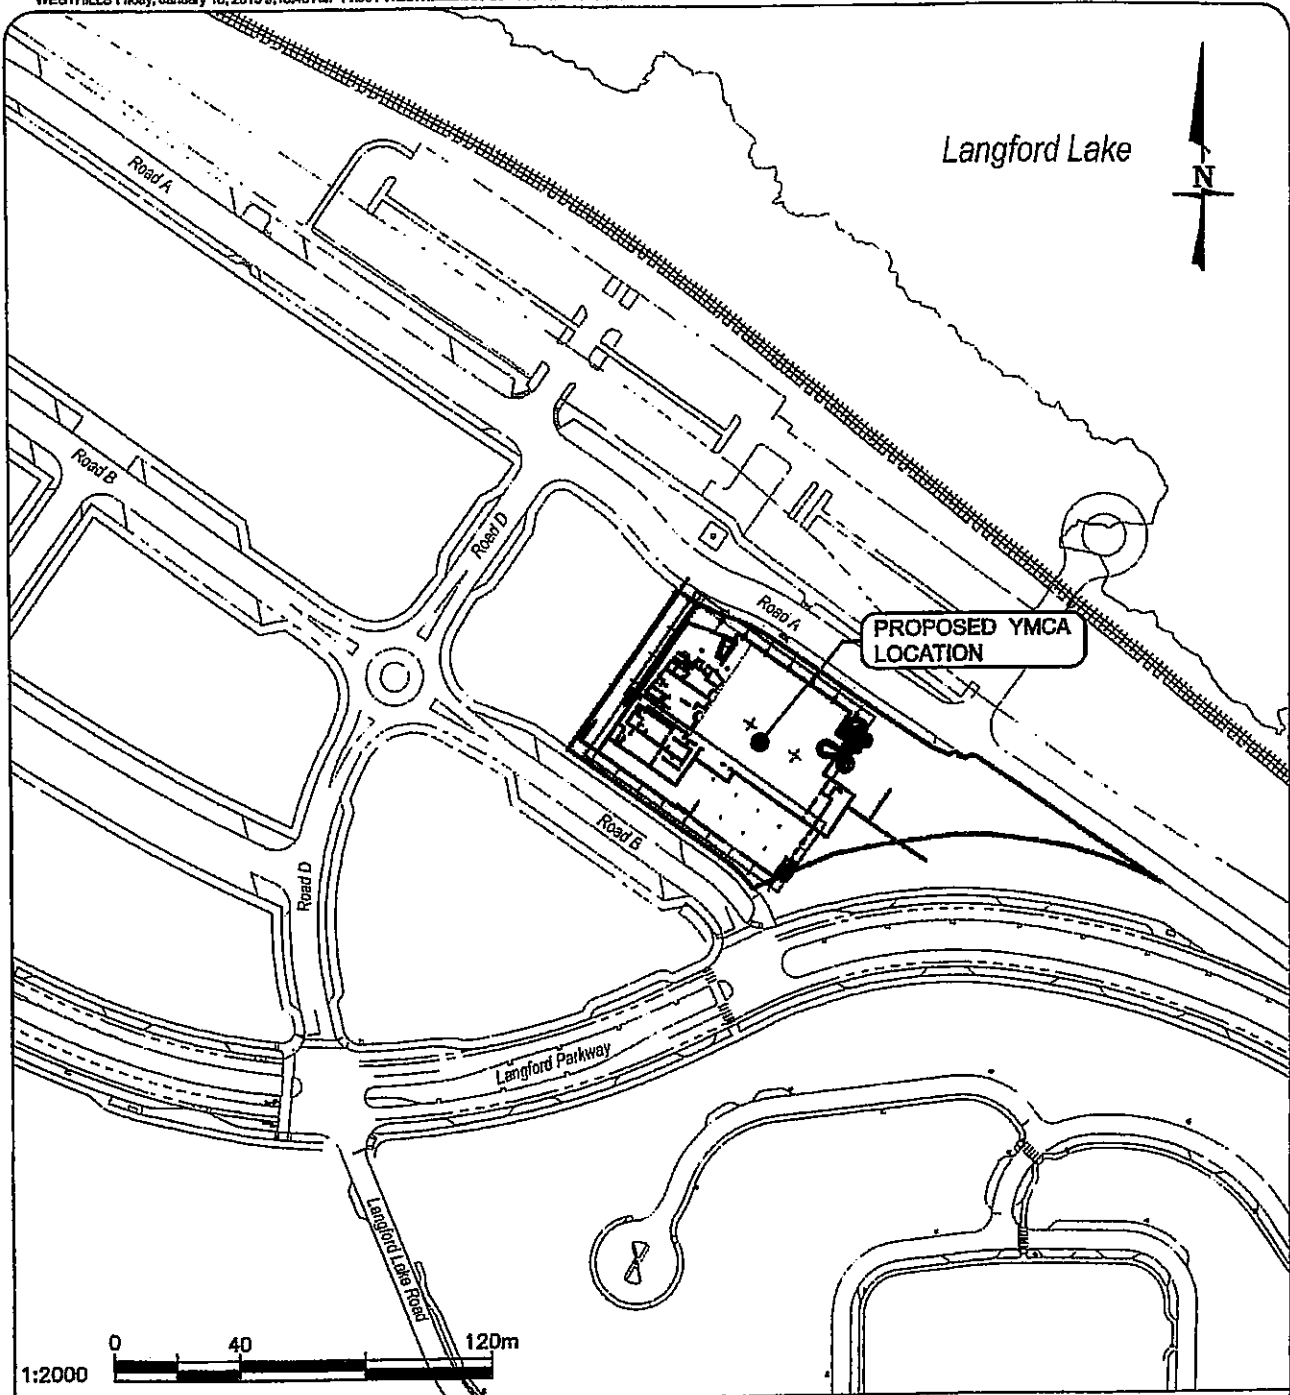 Langford Lake
N
Road A
Road B
Road D
Road A
PROPOSED YMCA
LOCATION
Road B
Road D
Langford Parkway
Langford Lake Road
0 40 120m
1:2000